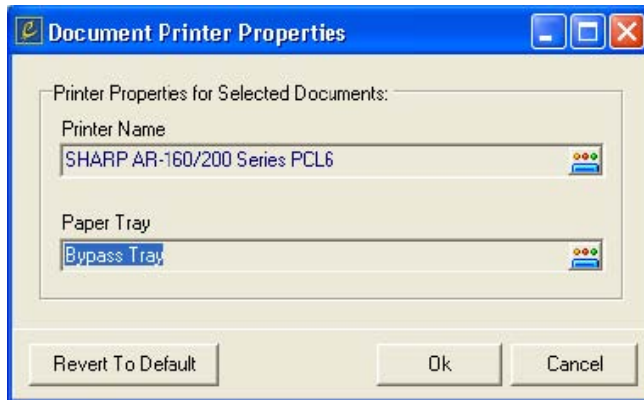 Document Printer Properties
Printer Properties for Selected Documents:
Printer Name
SHARP AR-160/200 Series PCL6
Paper Tray
Bypass Tray
Revert To Default Ok Cancel